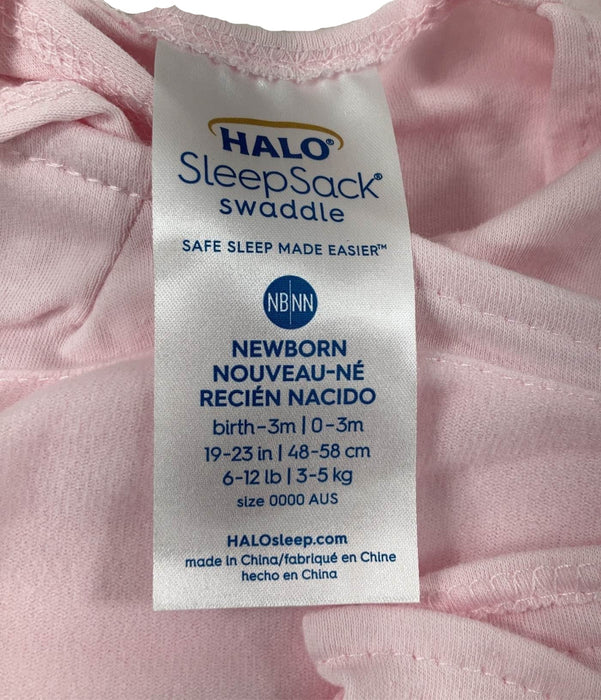 HALO®
SleepSack®
swaddle
SAFE SLEEP MADE EASIER™
NB|NN
NEWBORN
NOUVEAU-NÉ
RECIÉN NACIDO
birth-3m | 0-3m
19-23 in | 48-58 cm
6-12 lb | 3-5 kg
size 0000 AUS
HALOsleep.com
made in China/fabriqué en Chine
hecho en China